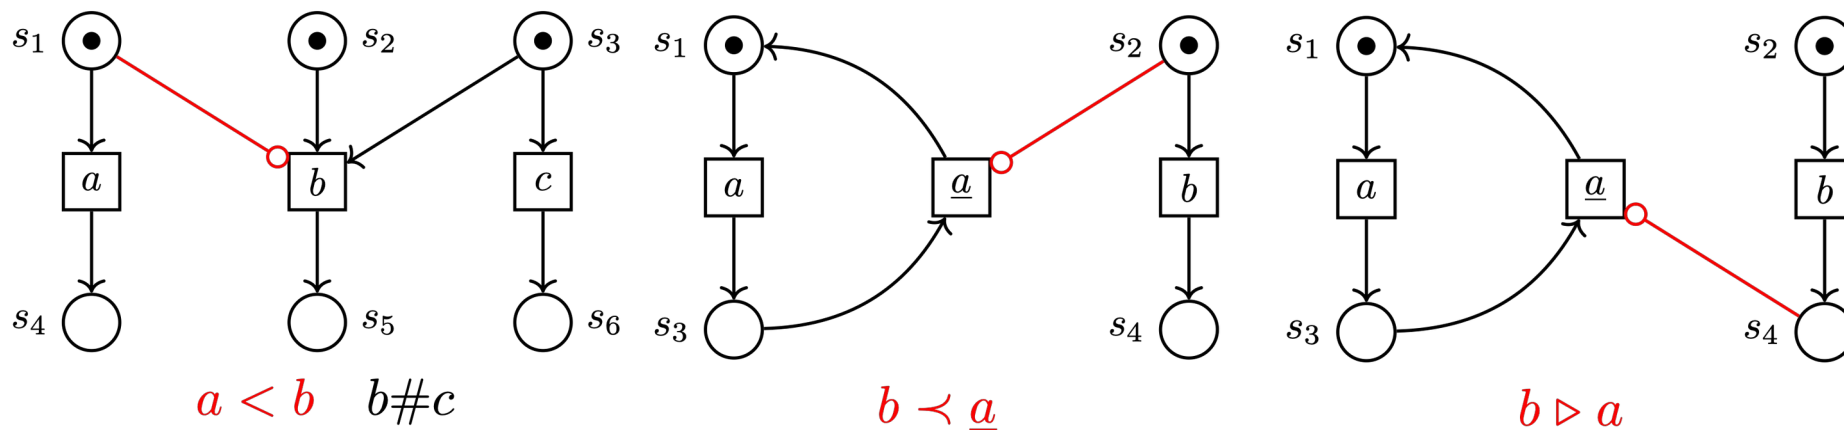 s₁ s₂ s₃ s₁ s₂ s₁ s₂
a b c a a̲ b a a̲ b
s₄ s₅ s₆ s₃ s₄ s₃ s₄
a < b b#c b ≺ a̲ b ▷ a